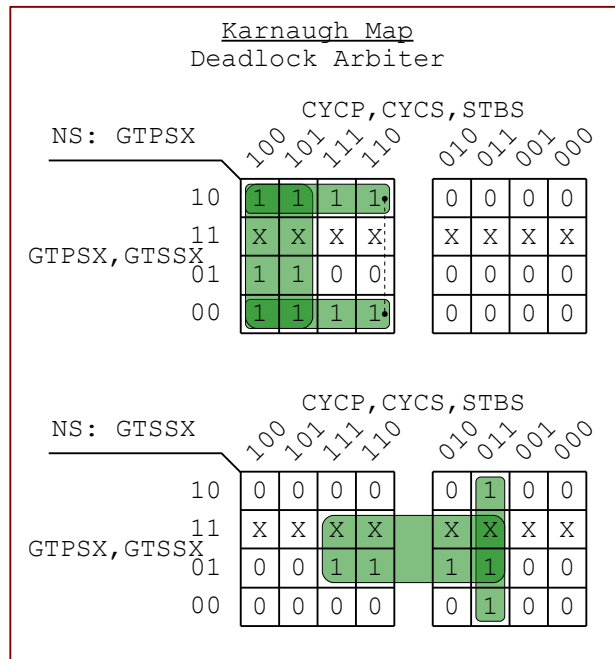 Karnaugh Map
Deadlock Arbiter
CYCP,CYCS,STBS
NS: GTPSX
100 101 111 110 010 011 001 000
10 1 1 1 1 0 0 0 0
11 X X X X X X X X
GTPSX,GTSSX
01 1 1 0 0 0 0 0 0
00 1 1 1 1 0 0 0 0
CYCP,CYCS,STBS
NS: GTSSX
100 101 111 110 010 011 001 000
10 0 0 0 0 0 1 0 0
11 X X X X X X X X
GTPSX,GTSSX
01 0 0 1 1 1 1 0 0
00 0 0 0 0 0 1 0 0